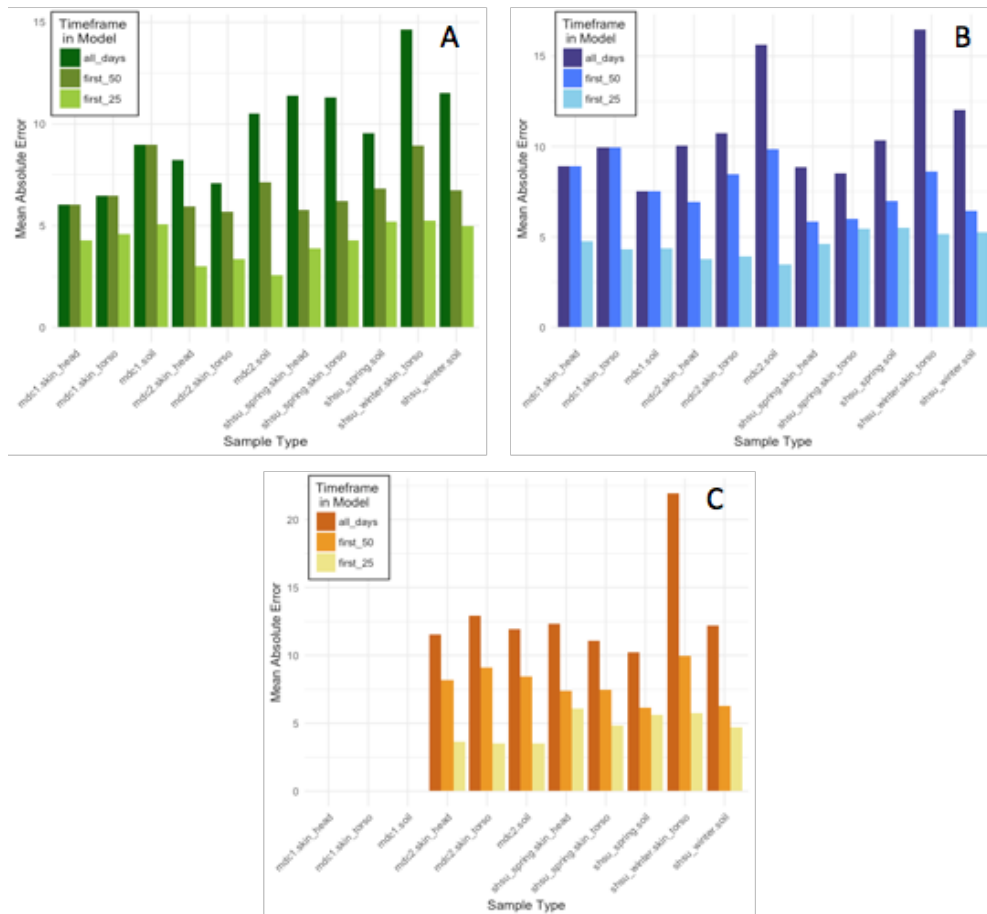 A
Timeframe
in Model
all_days
first_50
first_25
Mean Absolute Error
15
10
5
0
mdc1.skin_head
mdc1.skin_torso
mdc1.soil
mdc2.skin_head
mdc2.skin_torso
mdc2.soil
shsu_spring.skin_head
shsu_spring.skin_torso
shsu_spring.soil
shsu_winter.skin_torso
shsu_winter.soil
Sample Type
B
Timeframe
in Model
all_days
first_50
first_25
Mean Absolute Error
15
10
5
0
mdc1.skin_head
mdc1.skin_torso
mdc1.soil
mdc2.skin_head
mdc2.skin_torso
mdc2.soil
shsu_spring.skin_head
shsu_spring.skin_torso
shsu_spring.soil
shsu_winter.skin_torso
shsu_winter.soil
Sample Type
C
Timeframe
in Model
all_days
first_50
first_25
Mean Absolute Error
20
15
10
5
0
mdc1.skin_head
mdc1.skin_torso
mdc1.soil
mdc2.skin_head
mdc2.skin_torso
mdc2.soil
shsu_spring.skin_head
shsu_spring.skin_torso
shsu_spring.soil
shsu_winter.skin_torso
shsu_winter.soil
Sample Type